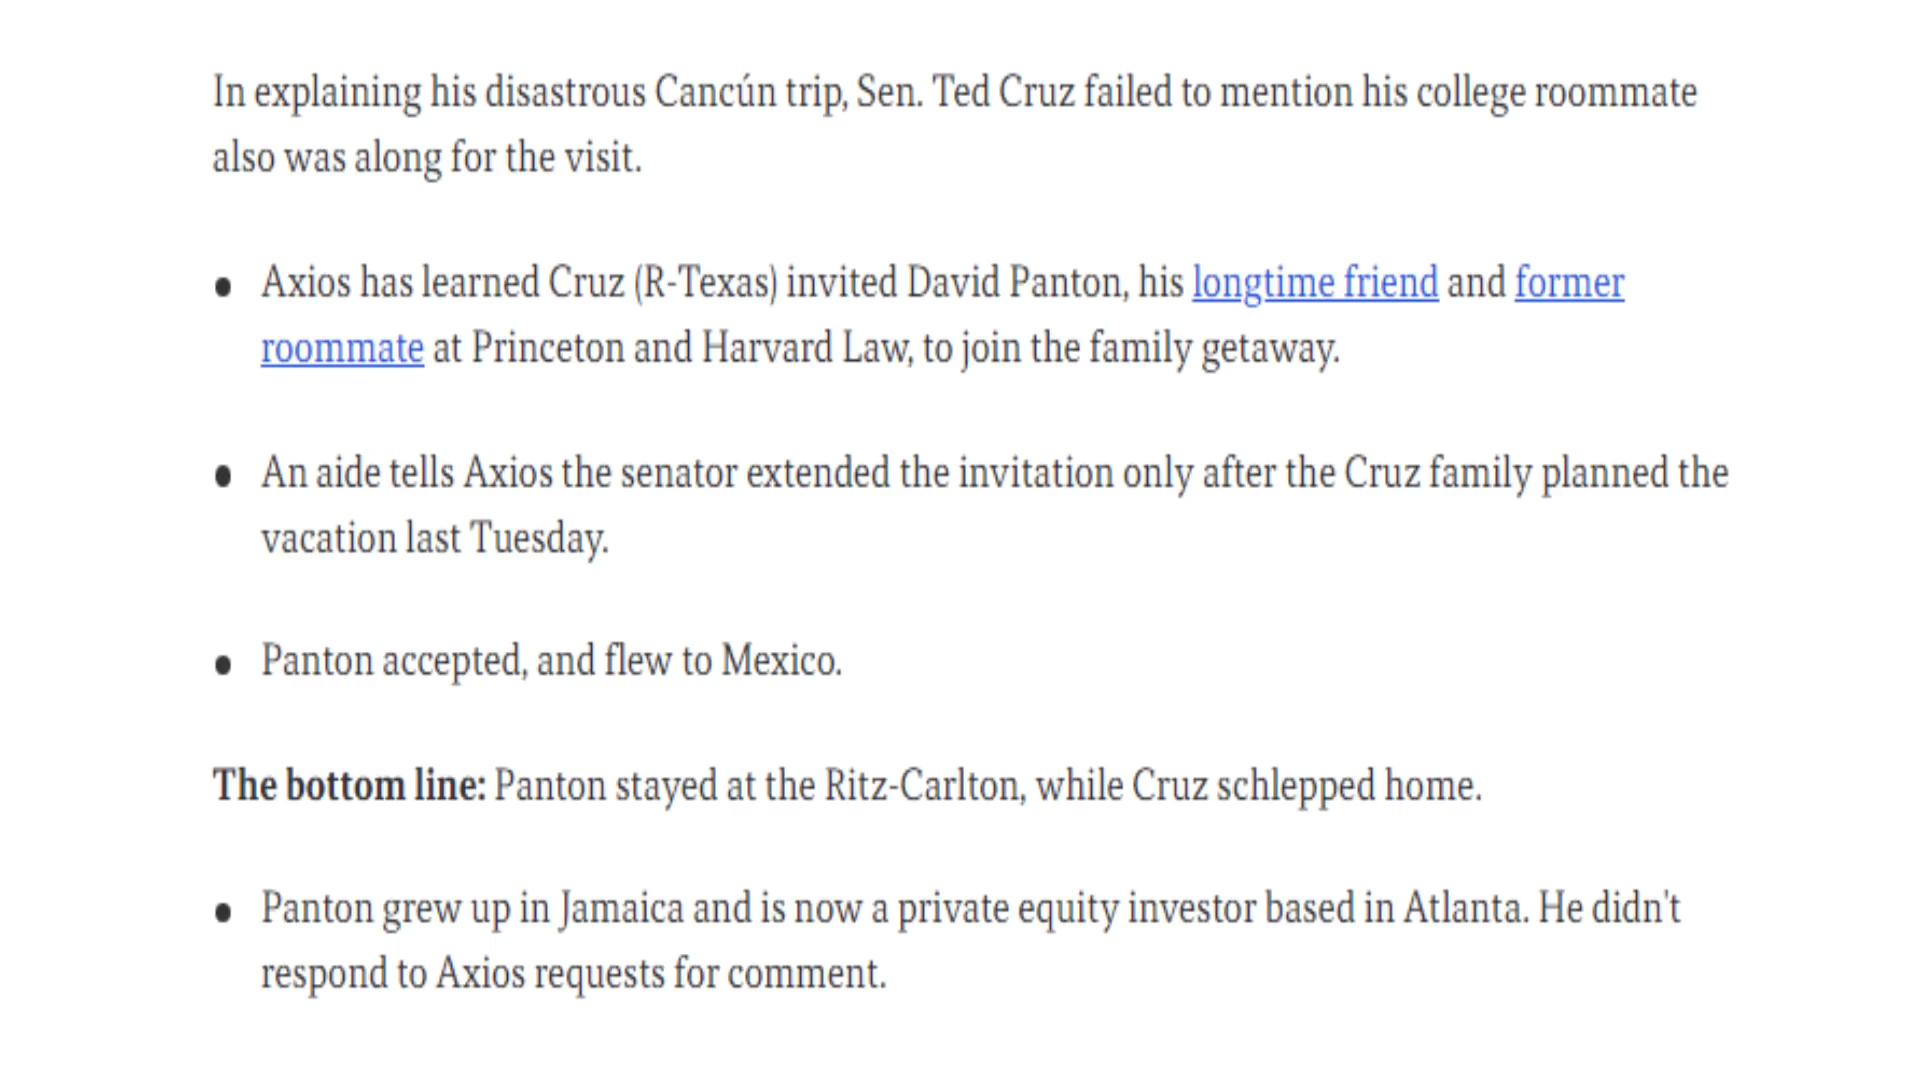 In explaining his disastrous Cancún trip, Sen. Ted Cruz failed to mention his college roommate
also was along for the visit.
• Axios has learned Cruz (R-Texas) invited David Panton, his longtime friend and former
roommate at Princeton and Harvard Law, to join the family getaway.
• An aide tells Axios the senator extended the invitation only after the Cruz family planned the
vacation last Tuesday.
• Panton accepted, and flew to Mexico.
The bottom line: Panton stayed at the Ritz-Carlton, while Cruz schlepped home.
• Panton grew up in Jamaica and is now a private equity investor based in Atlanta. He didn't
respond to Axios requests for comment.